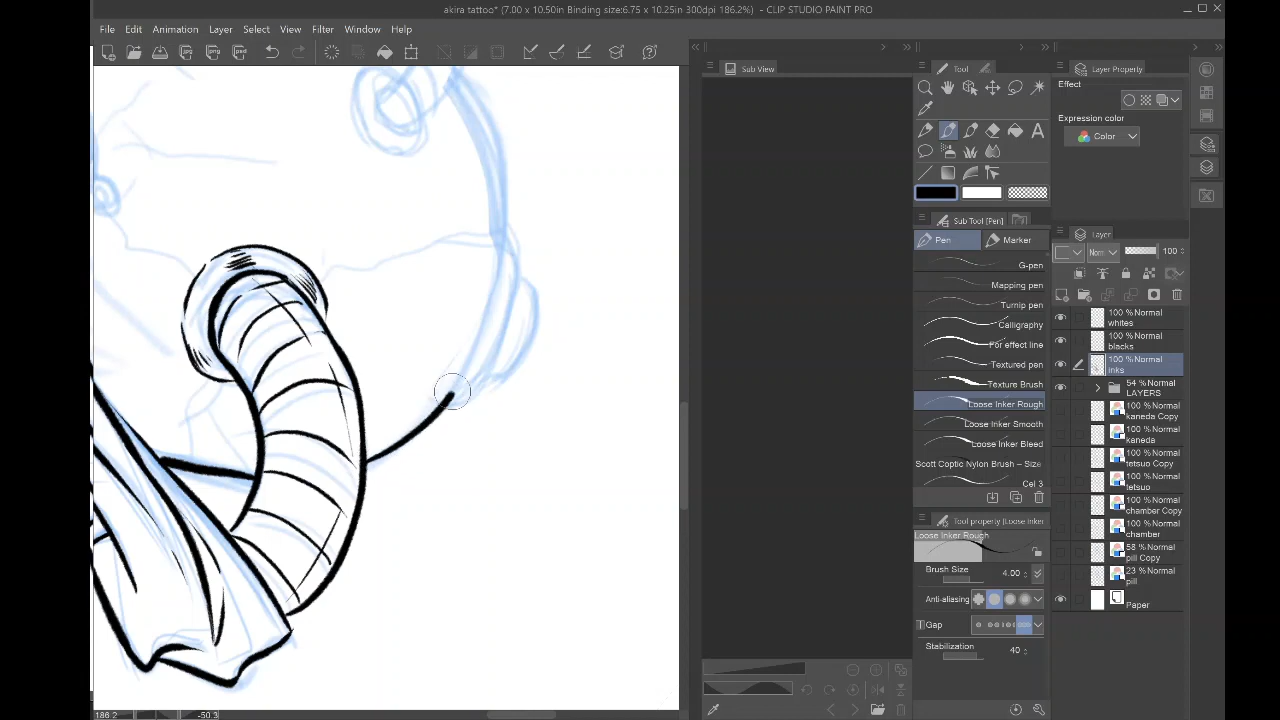 akira tattoo* (7.00 x 10.50in Binding size:6.75 x 10.25in 300dpi 186.2%) - CLIP STUDIO PAINT PRO
File Edit Animation Layer Select View Filter Window Help
Sub View
Tool
Sub Tool [Pen]
Pen
Marker
G-pen
Mapping pen
Turnip pen
Calligraphy
For effect line
Textured pen
Texture Brush
Loose Inker Rough
Loose Inker Smooth
Loose Inker Bleed
Scott Coptic Nylon Brush – Size
Cel 3
Tool property [Loose Inker
Loose Inker Rough
Brush Size 4.00
Anti-aliasing
Gap
Stabilization 40
Layer Property
Effect
Expression color
Color
Layer
Norm 100
100 %Normal
whites
100 %Normal
blacks
100 %Normal
inks
54 %Normal
LAYERS
100 %Normal
kaneda Copy
100 %Normal
kaneda
100 %Normal
tetsuo Copy
100 %Normal
tetsuo
100 %Normal
chamber Copy
100 %Normal
chamber
58 %Normal
pill Copy
23 %Normal
pill
Paper
186.2
-50.3